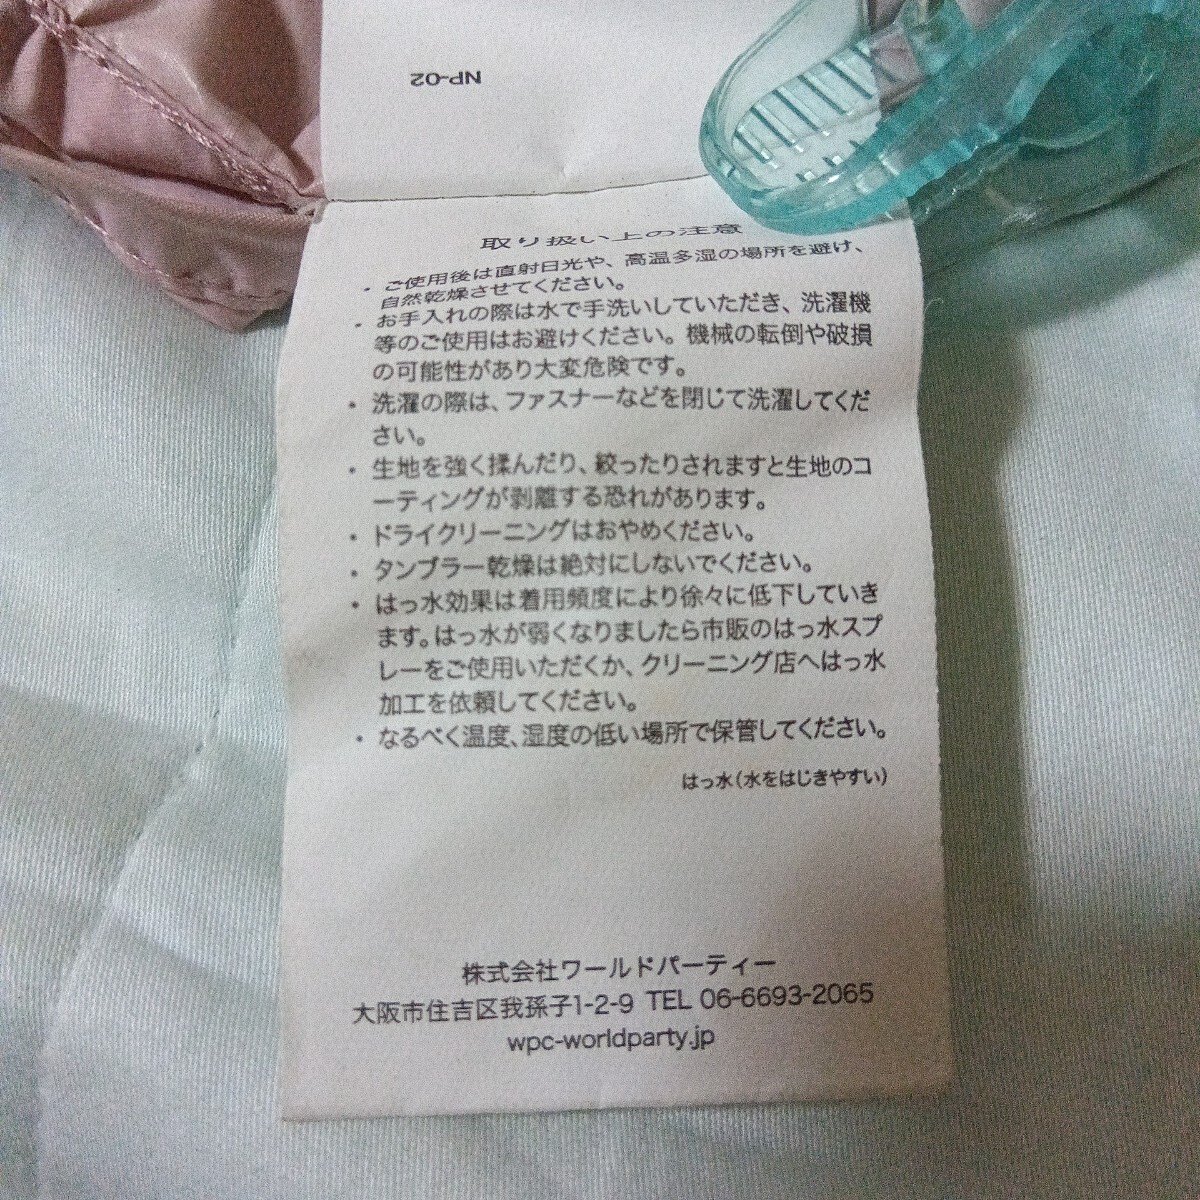 NP-02
取り扱い上の注意
・ご使用後は直射日光や、高温多湿の場所を避け、
自然乾燥させてください。
・お手入れの際は水で手洗いしていただき、洗濯機
等のご使用はお避けください。機械の転倒や破損
の可能性があり大変危険です。
・洗濯の際は、ファスナーなどを閉じて洗濯してくだ
さい。
・生地を強く揉んだり、絞ったりされますと生地のコ
ーティングが剥離する恐れがあります。
・ドライクリーニングはおやめください。
・タンブラー乾燥は絶対にしないでください。
・はっ水効果は着用頻度により徐々に低下していき
ます。はっ水が弱くなりましたら市販のはっ水スプ
レーをご使用いただくか、クリーニング店へはっ水
加工を依頼してください。
・なるべく温度、湿度の低い場所で保管してください。
はっ水(水をはじきやすい)
株式会社ワールドパーティー
大阪市住吉区我孫子1-2-9 TEL 06-6693-2065
wpc-worldparty.jp